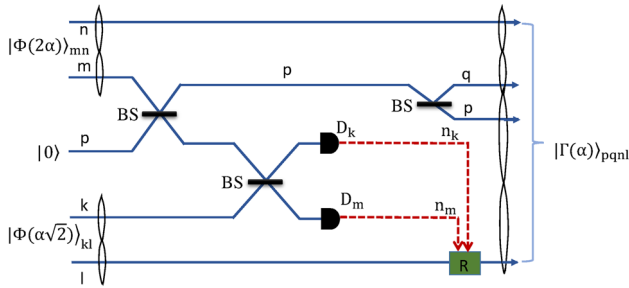 n
|Φ(2α)⟩ₘₙ
m
p
q
BS
BS
p
p
Dₖ
nₖ
|0⟩
|Γ(α)⟩ₚqₙₗ
BS
k
Dₘ
nₘ
|Φ(α√2)⟩ₖₗ
R
l